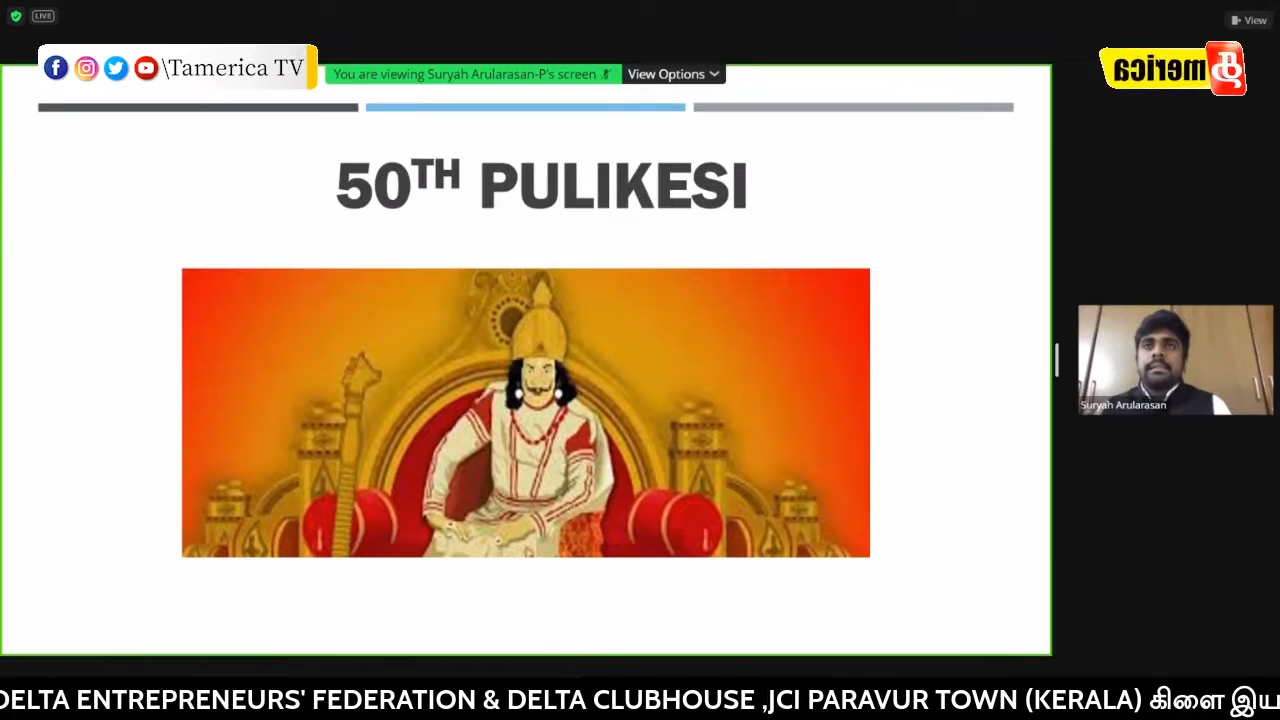 LIVE
View
\Tamerica TV
You are viewing Suryah Arularasan-P's screen
View Options
50TH PULIKESI
Suryah Arularasan
DELTA ENTREPRENEURS' FEDERATION & DELTA CLUBHOUSE ,JCI PARAVUR TOWN (KERALA) கிளை இய